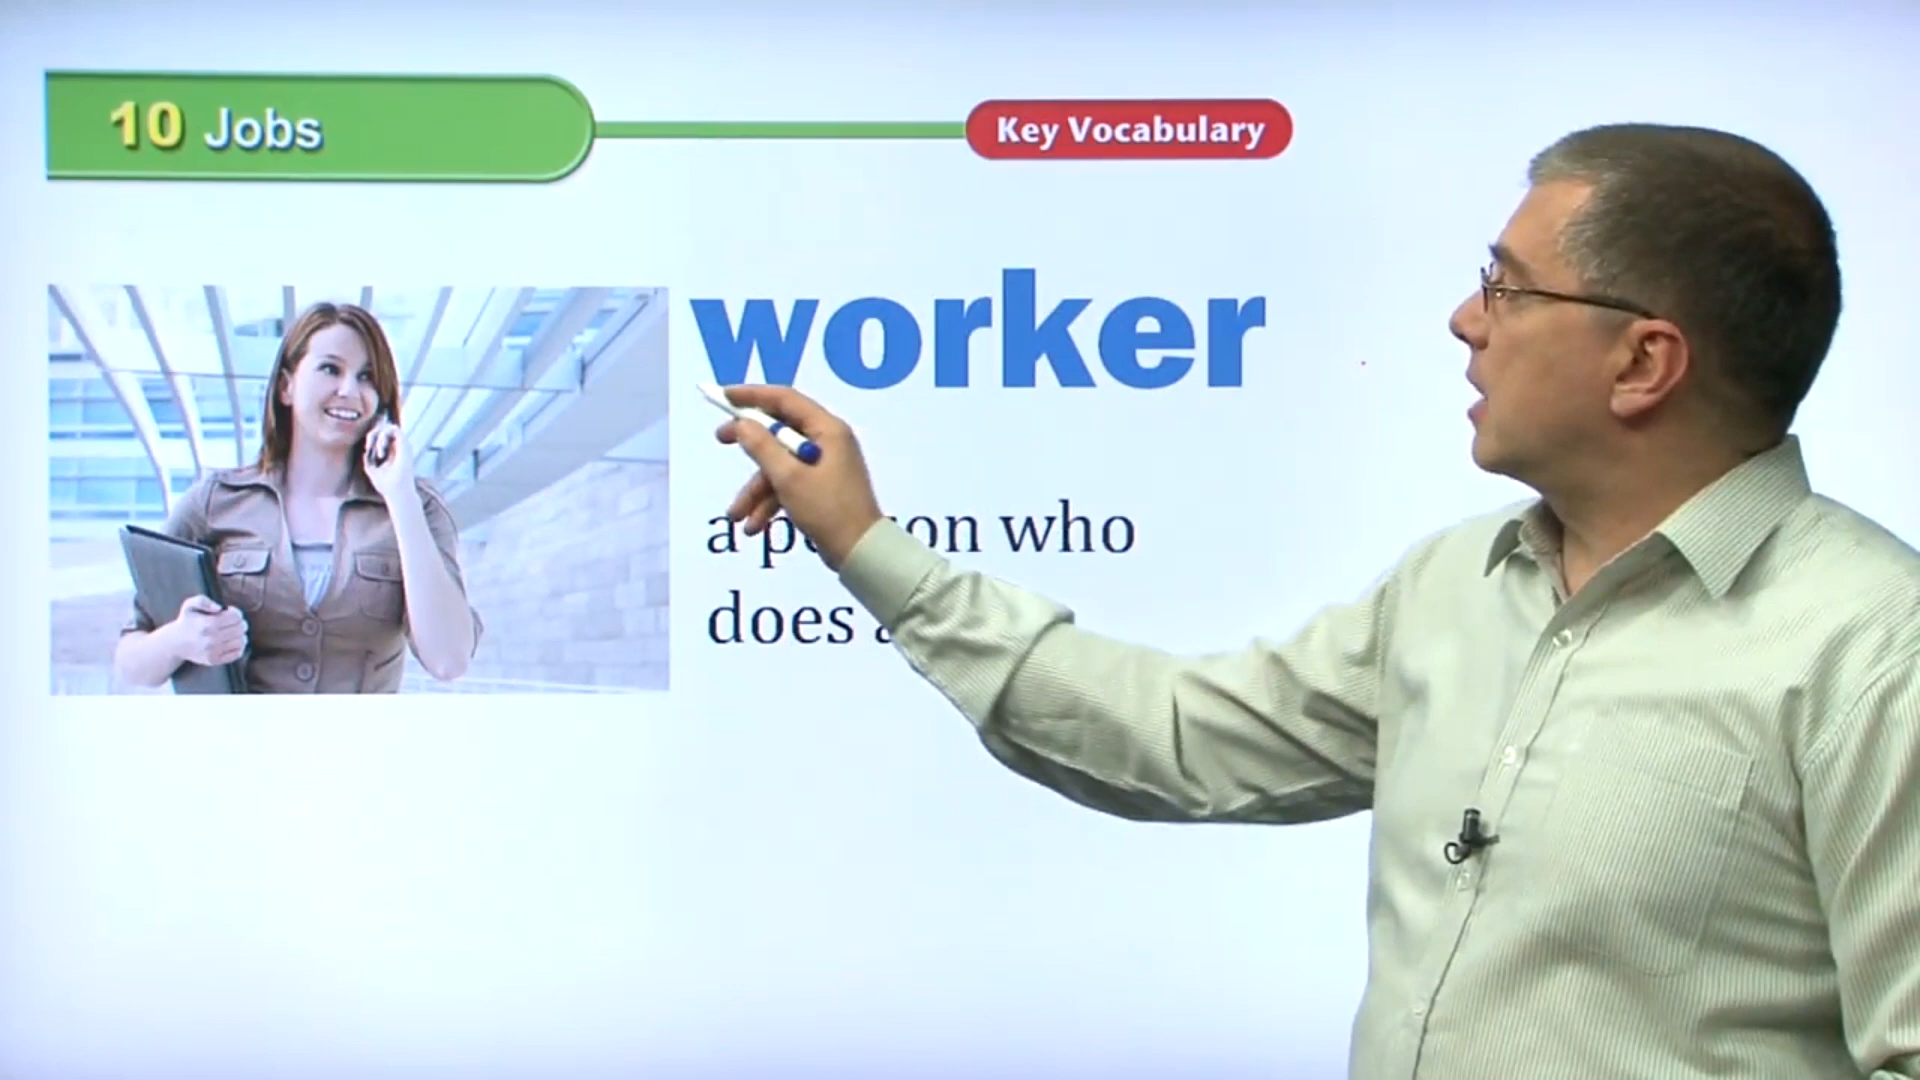 10 Jobs
Key Vocabulary
worker
a who
does